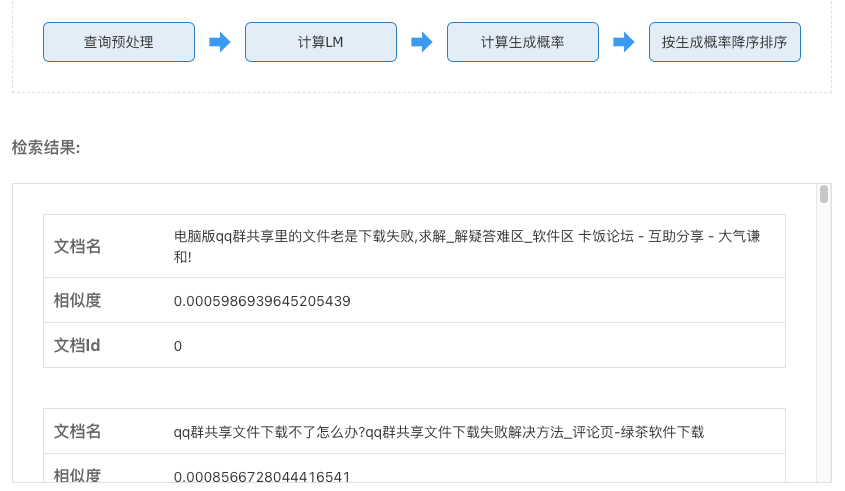 查询预处理
计算LM
计算生成概率
按生成概率降序排序
检索结果:
文档名
电脑版qq群共享里的文件老是下载失败,求解_解疑答难区_软件区 卡饭论坛 - 互助分享 - 大气谦
和!
相似度
0.0005986939645205439
文档Id
0
文档名
qq群共享文件下载不了怎么办?qq群共享文件下载失败解决方法_评论页-绿茶软件下载
相似度
0.0008566728044416541